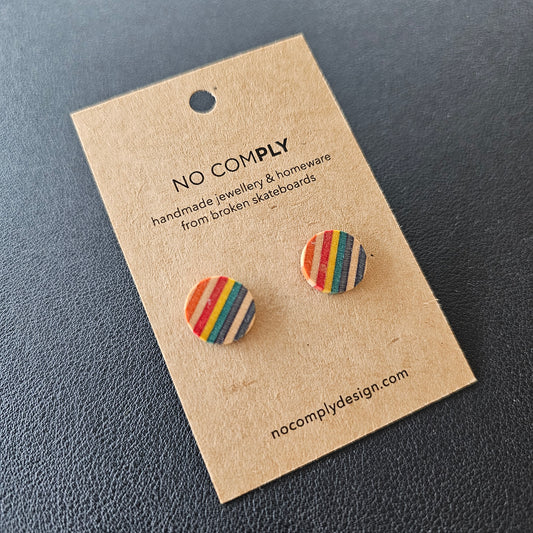 NO COMPLY
handmade jewellery & homeware
from broken skateboards
nocomplydesign.com